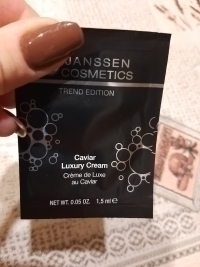 JANSSEN
COSMETICS
TREND EDITION
Caviar
Luxury Cream
Crème de Luxe
au Caviar
NET WT. 0.05 OZ. 1,5 ml ℮